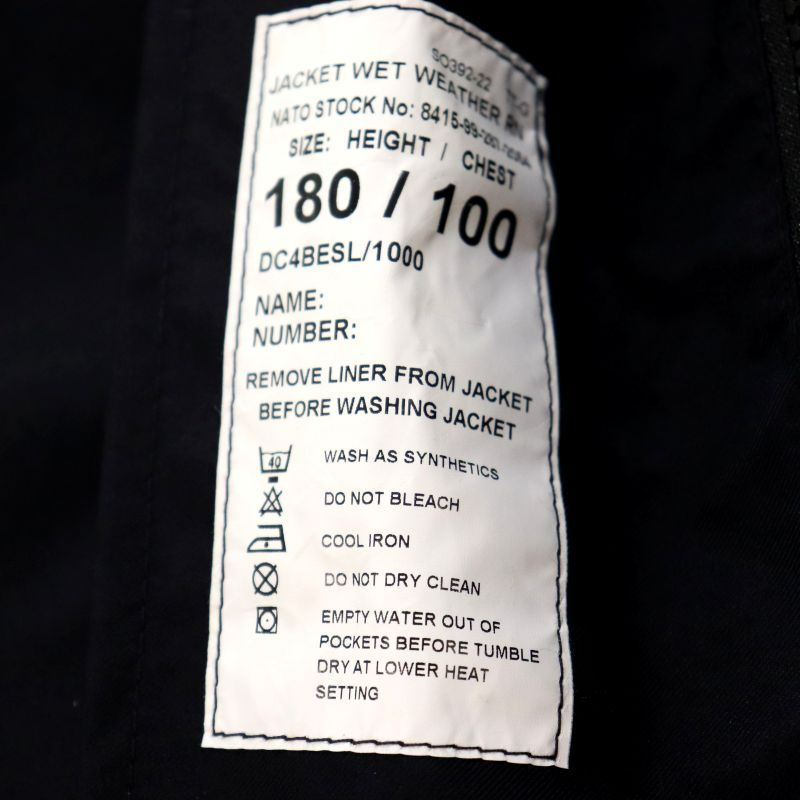 SO392-22
JACKET WET WEATHER RN
NATO STOCK No: 8415-99-
SIZE: HEIGHT / CHEST
180 / 100
DC4BESL/1000
NAME:
NUMBER:
REMOVE LINER FROM JACKET
BEFORE WASHING JACKET
40 WASH AS SYNTHETICS
DO NOT BLEACH
COOL IRON
DO NOT DRY CLEAN
EMPTY WATER OUT OF
POCKETS BEFORE TUMBLE
DRY AT LOWER HEAT
SETTING